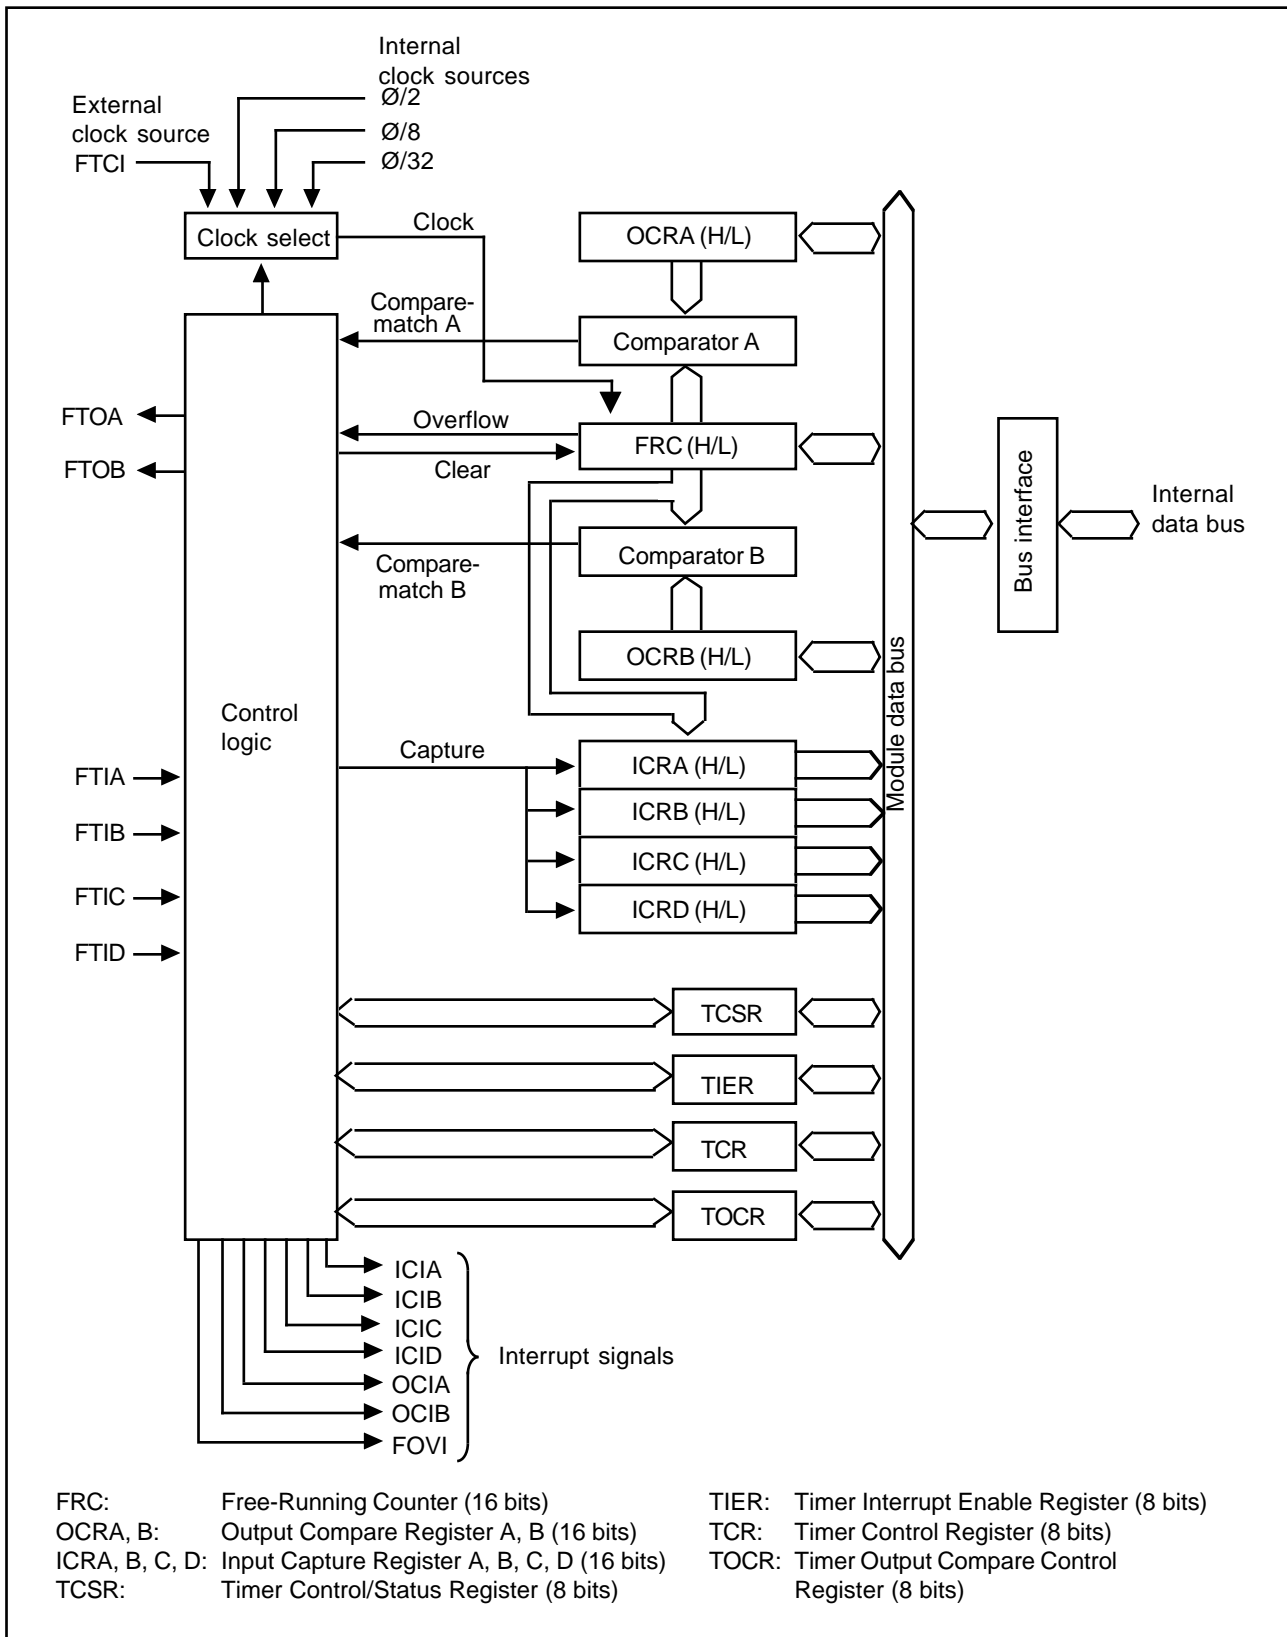 Internal
clock sources
Ø/2
External
clock source
Ø/8
FTCI
Ø/32
Clock select
Clock
OCRA (H/L)
Compare-
match A
Comparator A
FTOA
Overflow
FRC (H/L)
FTOB
Clear
Internal
data bus
Bus interface
Comparator B
Compare-
match B
OCRB (H/L)
Module data bus
Control
logic
Capture
ICRA (H/L)
FTIA
ICRB (H/L)
FTIB
ICRC (H/L)
FTIC
ICRD (H/L)
FTID
TCSR
TIER
TCR
TOCR
ICIA
ICIB
ICIC
ICID
Interrupt signals
OCIA
OCIB
FOVI
FRC: Free-Running Counter (16 bits)
OCRA, B: Output Compare Register A, B (16 bits)
ICRA, B, C, D: Input Capture Register A, B, C, D (16 bits)
TCSR: Timer Control/Status Register (8 bits)
TIER: Timer Interrupt Enable Register (8 bits)
TCR: Timer Control Register (8 bits)
TOCR: Timer Output Compare Control
Register (8 bits)